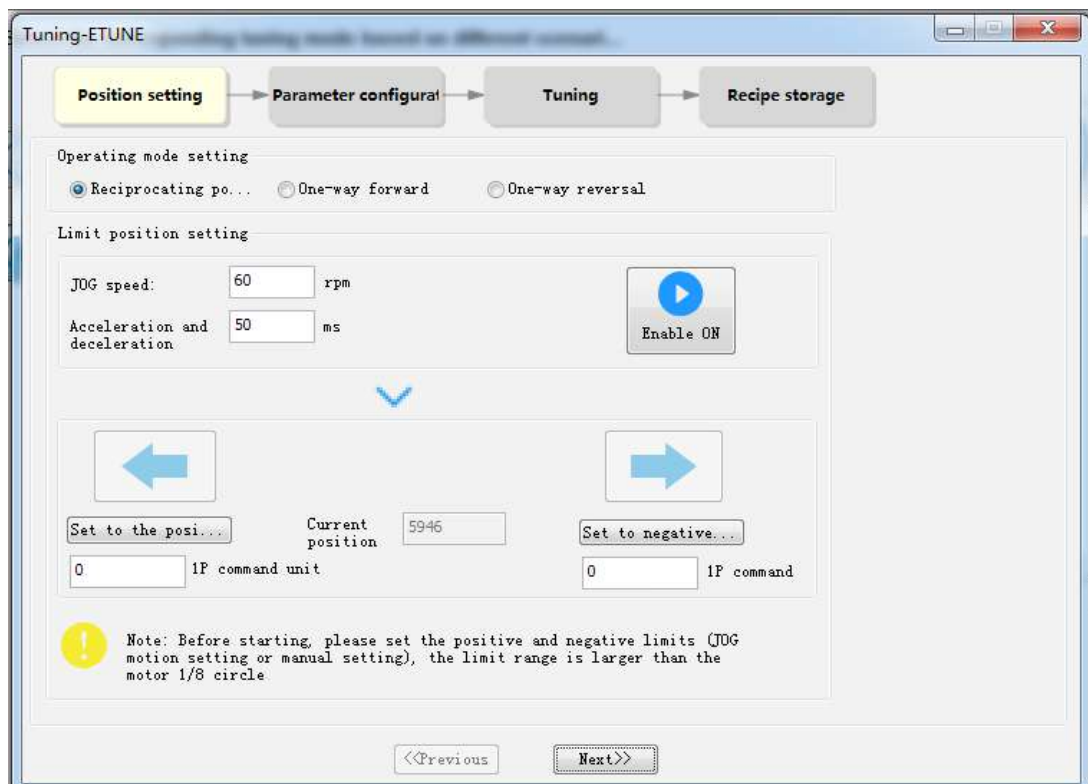 Tuning-ETUNE
Position setting
Parameter configurat
Tuning
Recipe storage
Operating mode setting
Reciprocating po... One-way forward One-way reversal
Limit position setting
JOG speed: 60 rpm
Acceleration and
deceleration 50 ms
Enable ON
Set to the posi...
Current
position 5946
Set to negative...
0 1P command unit
0 1P command
!
Note: Before starting, please set the positive and negative limits (JOG
motion setting or manual setting), the limit range is larger than the
motor 1/8 circle
<<Previous
Next>>